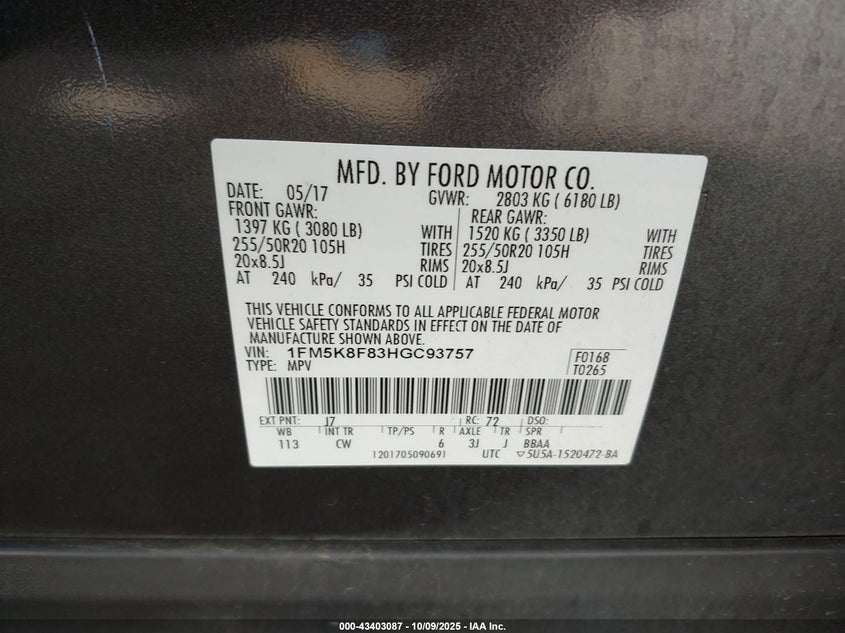 MFD. BY FORD MOTOR CO.
DATE: 05/17 GVWR: 2803 KG ( 6180 LB)
FRONT GAWR: REAR GAWR:
1397 KG ( 3080 LB) WITH 1520 KG ( 3350 LB) WITH
255/50R20 105H TIRES 255/50R20 105H TIRES
20x8.5J RIMS 20x8.5J RIMS
AT 240 kPa/ 35 PSI COLD AT 240 kPa/ 35 PSI COLD
THIS VEHICLE CONFORMS TO ALL APPLICABLE FEDERAL MOTOR
VEHICLE SAFETY STANDARDS IN EFFECT ON THE DATE OF
MANUFACTURE SHOWN ABOVE.
VIN: 1FM5K8F83HGC93757 F0168
TYPE: MPV T0265
EXT PNT: J7 RC: 72 DSO:
WB INT TR TP/PS R AXLE TR SPR
113 CW 6 3J J BBAA
1201705090691 UTC ▽5U5A-1520472-BA
000-43403087 - 10/09/2025 - IAA Inc.